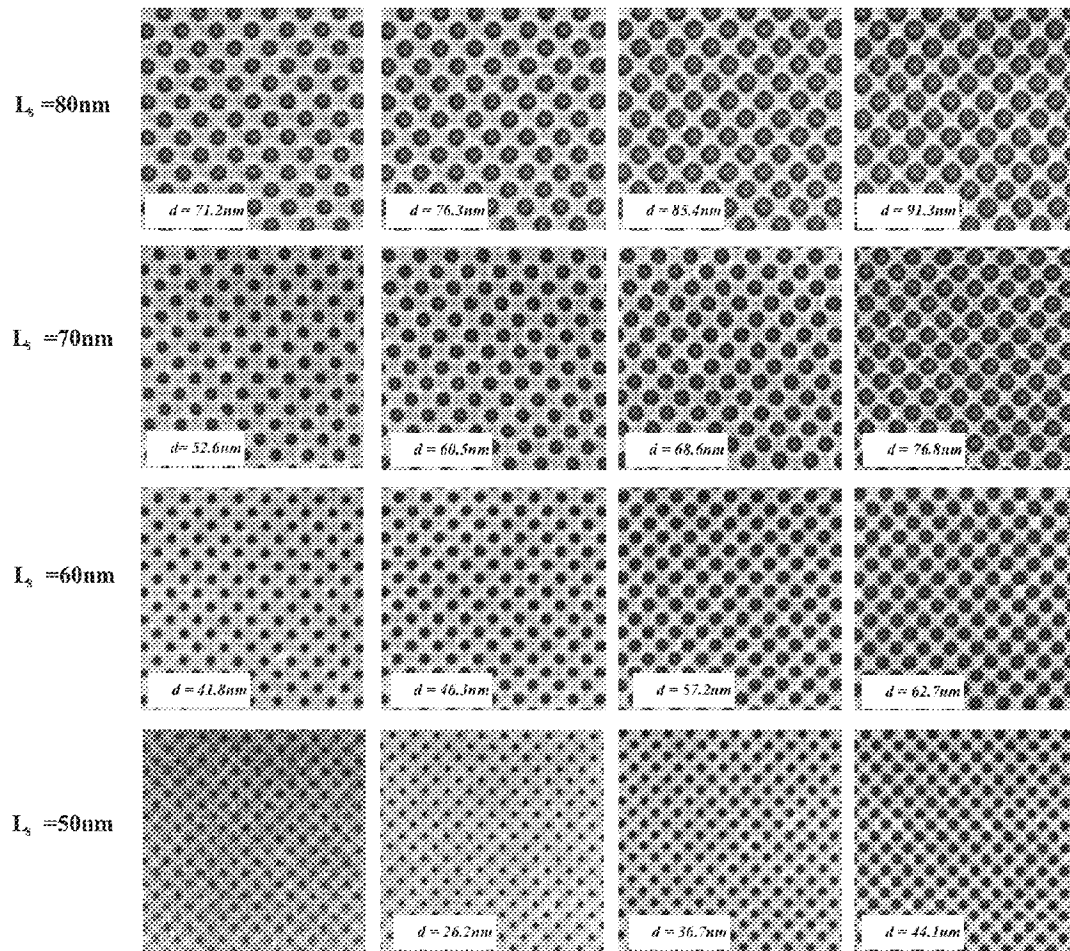 Ls =80nm
d = 71.2nm
d = 76.3nm
d = 85.4nm
d = 91.3nm
Ls =70nm
d= 52.6nm
d = 60.5nm
d = 68.6nm
d = 76.8nm
Ls =60nm
d = 41.8nm
d = 46.3nm
d = 57.2nm
d = 62.7nm
Ls =50nm
d = 26.2nm
d = 36.7nm
d = 44.1nm